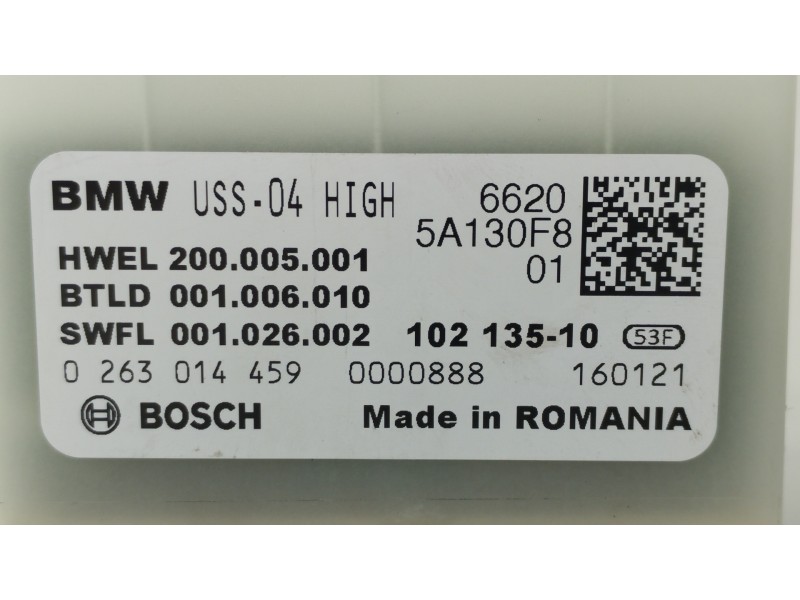 BMW USS-04 HIGH 6620
5A130F8
HWEL 200.005.001 01
BTLD 001.006.010
SWFL 001.026.002 102 135-10 53F
0 263 014 459 0000888 160121
BOSCH Made in ROMANIA